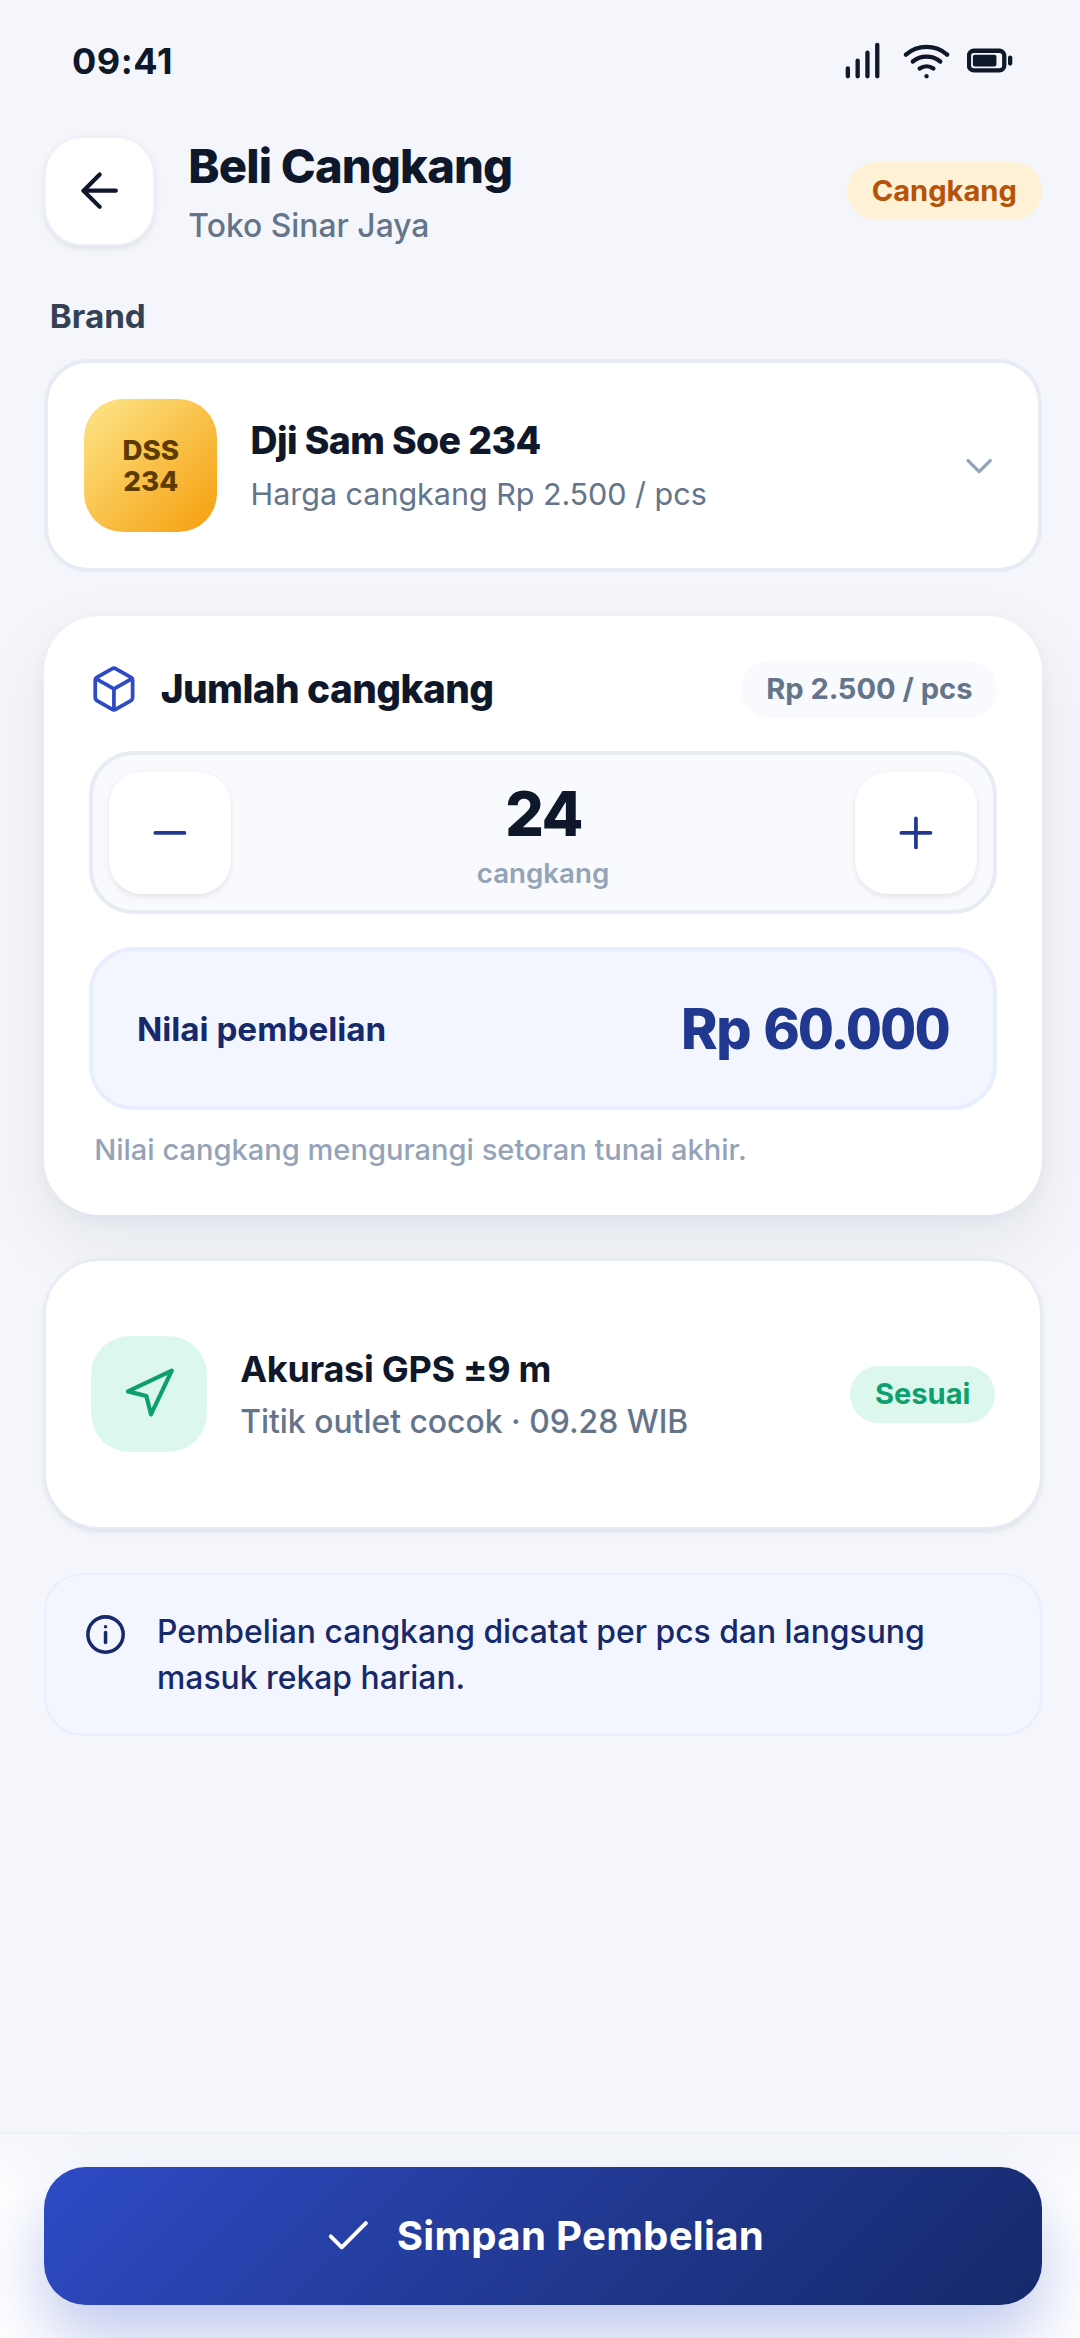 09:41
Beli Cangkang
Toko Sinar Jaya
Cangkang
Brand
DSS
234
Dji Sam Soe 234
Harga cangkang Rp 2.500 / pcs
Jumlah cangkang
Rp 2.500 / pcs
24
cangkang
Nilai pembelian
Rp 60.000
Nilai cangkang mengurangi setoran tunai akhir.
Akurasi GPS ±9 m
Titik outlet cocok · 09.28 WIB
Sesuai
Pembelian cangkang dicatat per pcs dan langsung
masuk rekap harian.
Simpan Pembelian